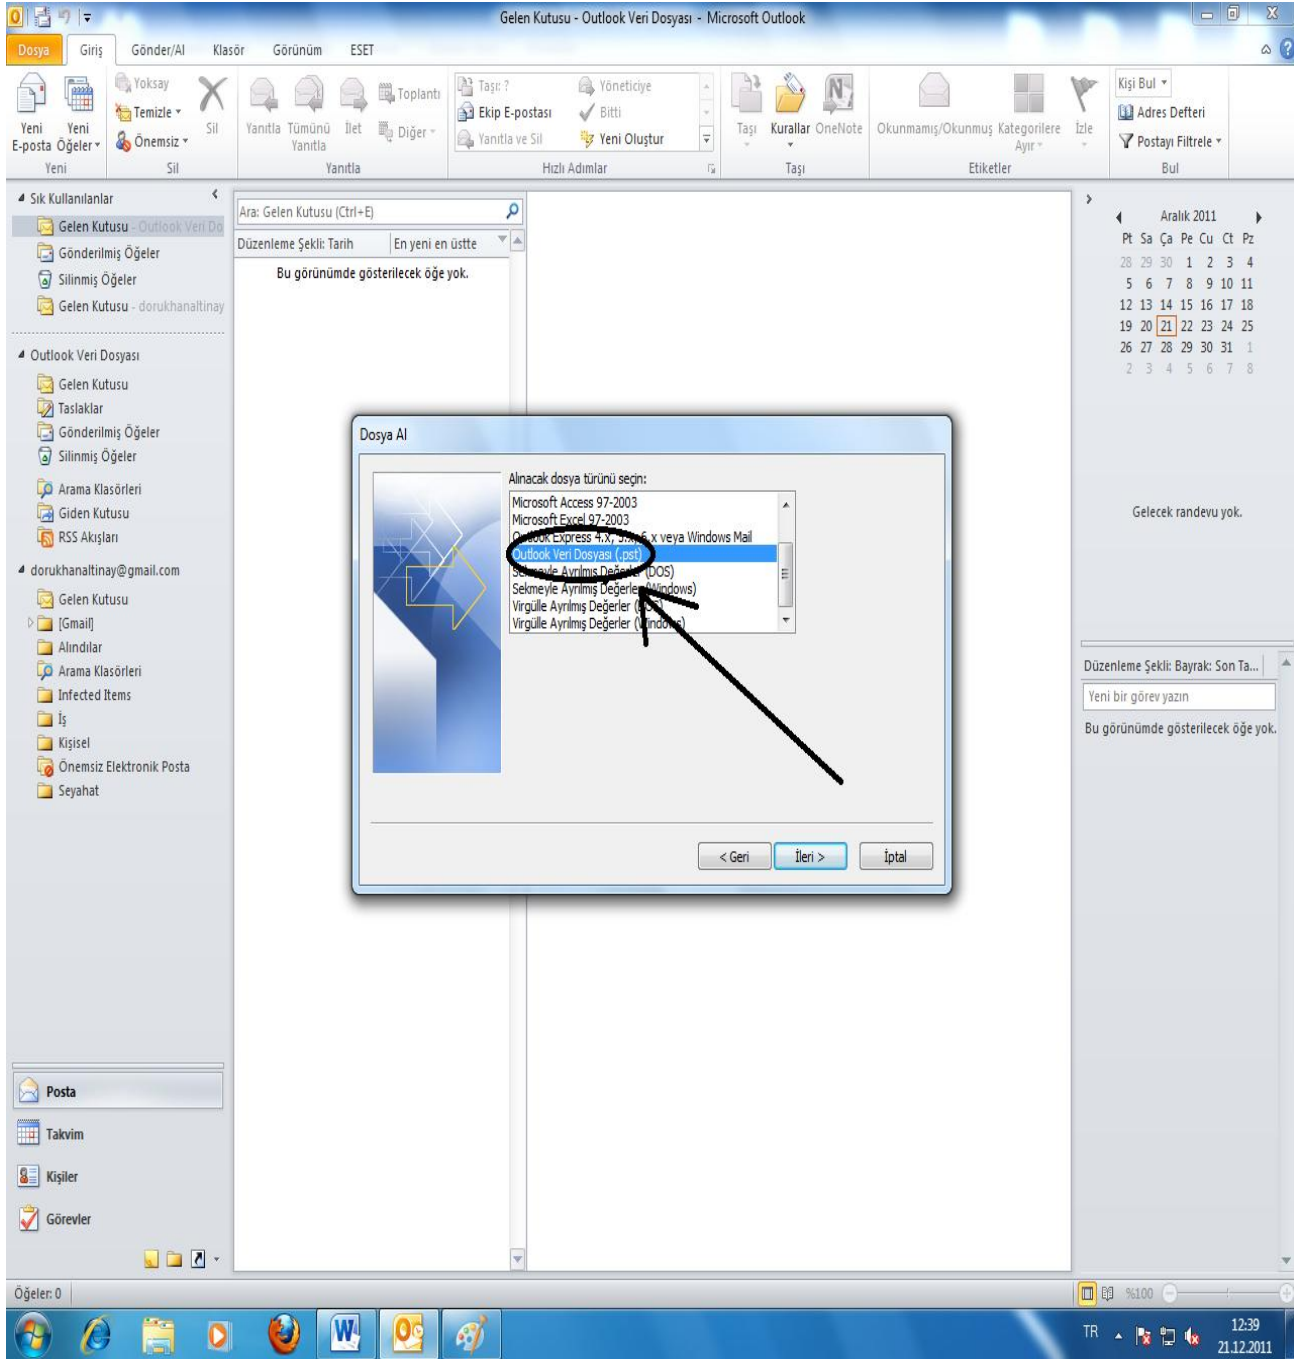 Gelen Kutusu - Outlook Veri Dosyası - Microsoft Outlook
Dosya Giriş Gönder/Al Klasör Görünüm ESET
Yeni E-posta
Yeni Öğeler
Yeni
Yoksay
Temizle
Önemsiz
Sil
Sil
Yanıtla
Tümünü Yanıtla
İlet
Toplantı
Diğer
Yanıtla
Taşı: ?
Ekip E-postası
Yanıtla ve Sil
Yöneticiye
Bitti
Yeni Oluştur
Hızlı Adımlar
Taşı
Kurallar
OneNote
Taşı
Okunmamış/Okunmuş
Kategorilere Ayır
İzle
Etiketler
Kişi Bul
Adres Defteri
Postayı Filtrele
Bul
Sık Kullanılanlar
Gelen Kutusu - Outlook Veri Do
Gönderilmiş Öğeler
Silinmiş Öğeler
Gelen Kutusu - dorukhanaltinay
Outlook Veri Dosyası
Gelen Kutusu
Taslaklar
Gönderilmiş Öğeler
Silinmiş Öğeler
Arama Klasörleri
Giden Kutusu
RSS Akışları
dorukhanaltinay@gmail.com
Gelen Kutusu
[Gmail]
Alındılar
Arama Klasörleri
Infected Items
İş
Kişisel
Önemsiz Elektronik Posta
Seyahat
Posta
Takvim
Kişiler
Görevler
Ara: Gelen Kutusu (Ctrl+E)
Düzenleme Şekli: Tarih En yeni en üstte
Bu görünümde gösterilecek öğe yok.
Dosya Al
Alınacak dosya türünü seçin:
Microsoft Access 97-2003
Microsoft Excel 97-2003
Outlook Express 4.x, 5.x, 6.x veya Windows Mail
Outlook Veri Dosyası (.pst)
Sekmeyle Ayrılmış Değerler (DOS)
Sekmeyle Ayrılmış Değerler (Windows)
Virgülle Ayrılmış Değerler (DOS)
Virgülle Ayrılmış Değerler (Windows)
< Geri İleri > İptal
Aralık 2011
Pt Sa Ça Pe Cu Ct Pz
28 29 30 1 2 3 4
5 6 7 8 9 10 11
12 13 14 15 16 17 18
19 20 21 22 23 24 25
26 27 28 29 30 31 1
2 3 4 5 6 7 8
Gelecek randevu yok.
Düzenleme Şekli: Bayrak: Son Ta...
Yeni bir görev yazın
Bu görünümde gösterilecek öğe yok.
Öğeler: 0
%100
TR
12:39
21.12.2011